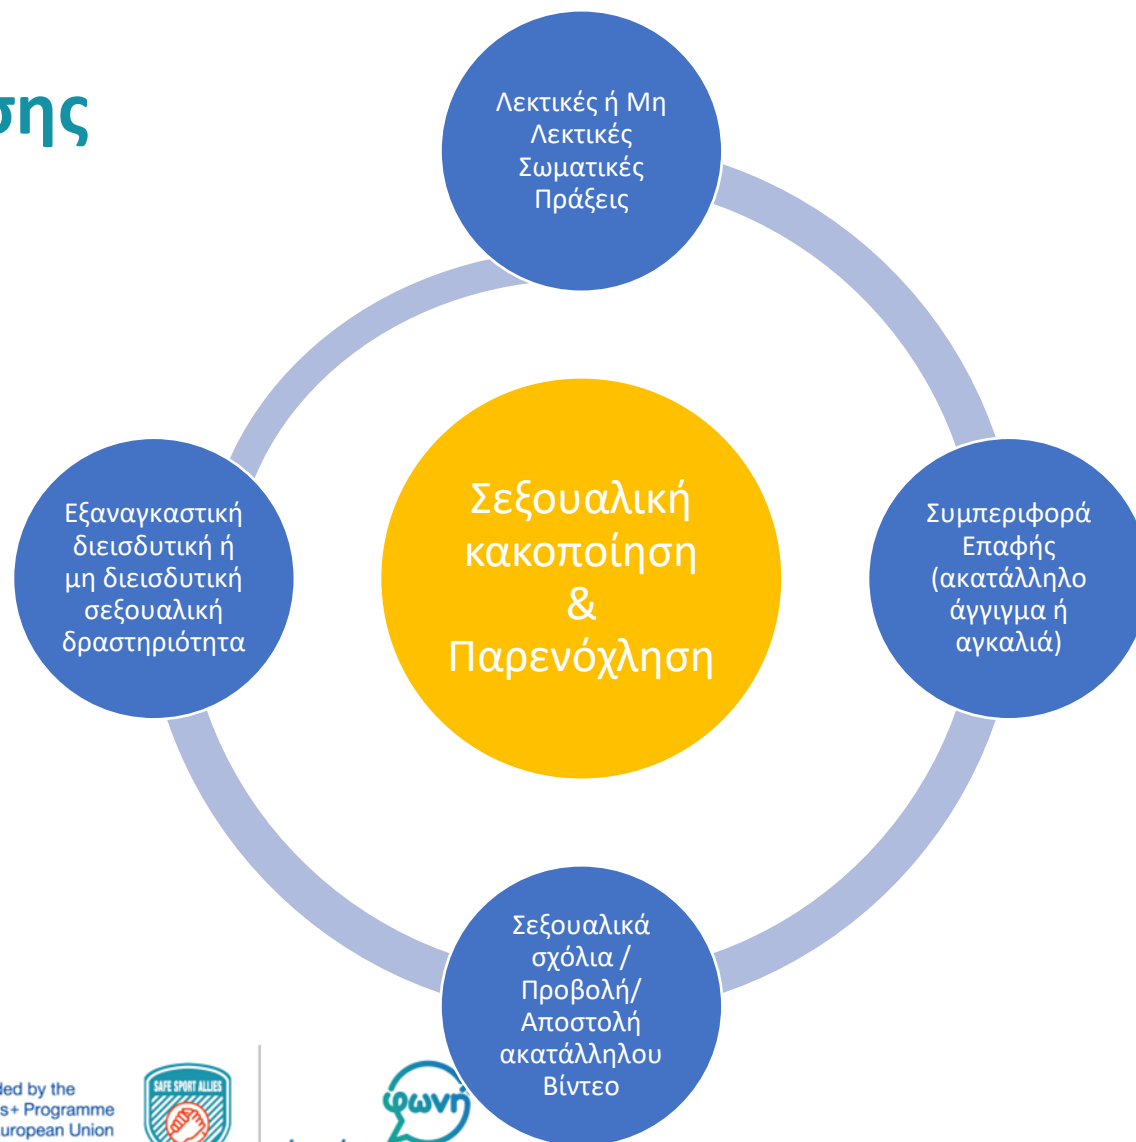 σης
Λεκτικές ή Μη
Λεκτικές
Σωματικές
Πράξεις
Εξαναγκαστική
διεισδυτική ή
μη διεισδυτική
σεξουαλική
δραστηριότητα
Σεξουαλική
κακοποίηση
&
Παρενόχληση
Συμπεριφορά
Επαφής
(ακατάλληλο
άγγιγμα ή
αγκαλιά)
Σεξουαλικά
σχόλια /
Προβολή/
Αποστολή
ακατάλληλου
Βίντεο
ded by the
s+ Programme
uropean Union
SAFE SPORT ALLIES
φωνή